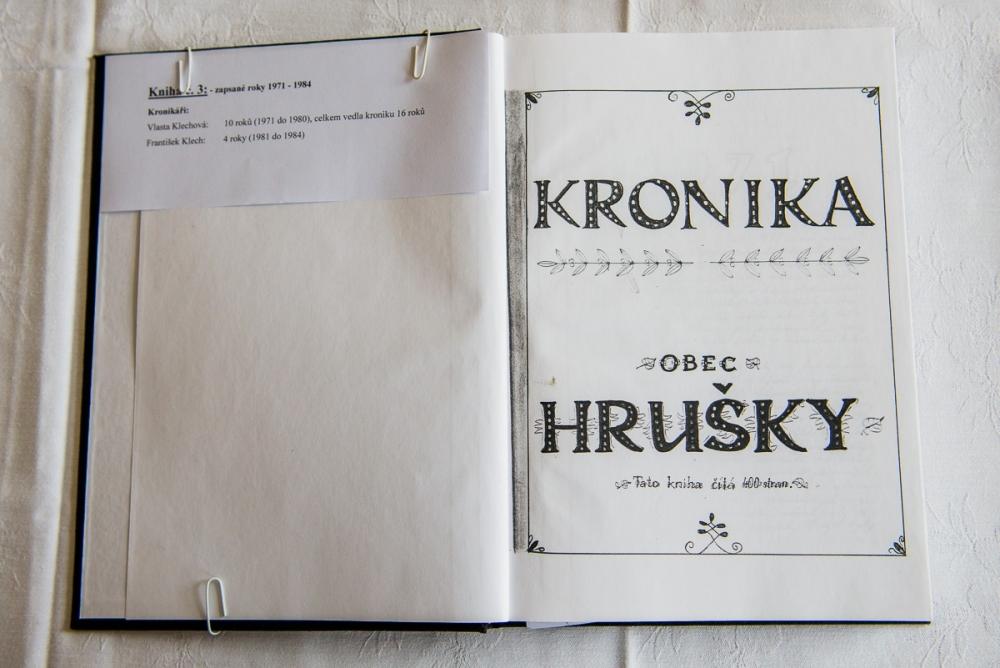 Kniha č. 3: - zapsané roky 1971 - 1984
Kronikáři:
Vlasta Klechová: 10 roků (1971 do 1980), celkem vedla kroniku 16 roků
František Klech: 4 roky (1981 do 1984)
KRONIKA
OBEC
HRUŠKY
Tato kniha čítá 400 stran.